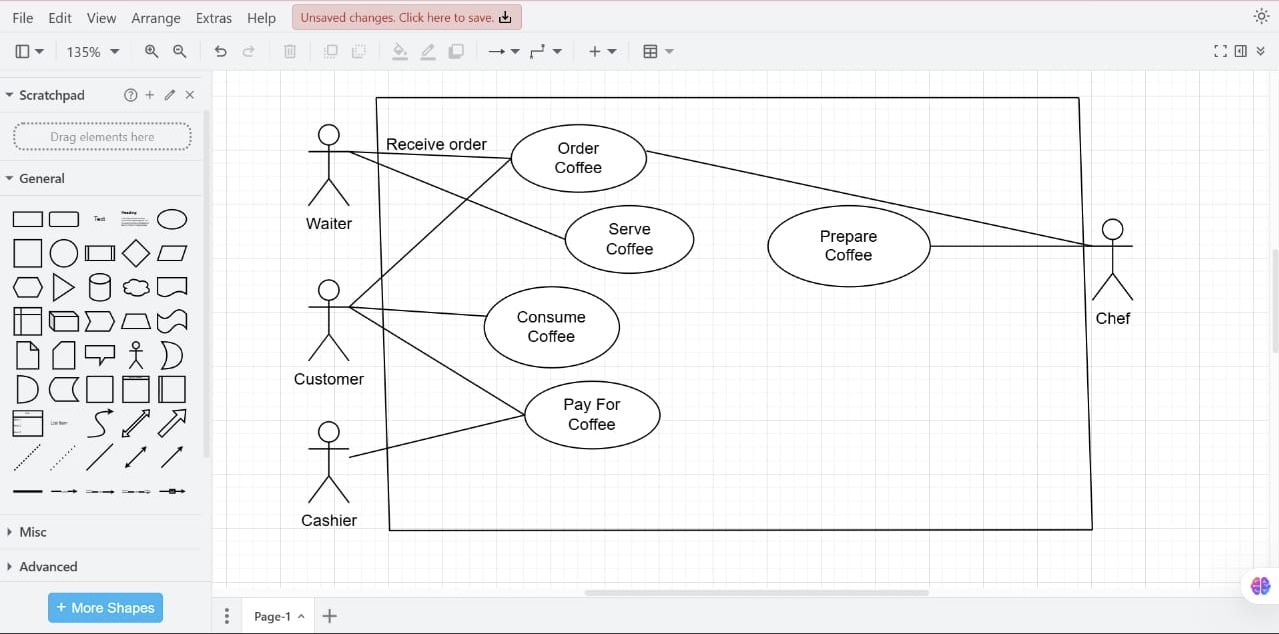 File Edit View Arrange Extras Help Unsaved changes. Click here to save.
135%
Scratchpad
Drag elements here
General
Text
Heading
List Item
Misc
Advanced
+ More Shapes
Receive order
Order
Coffee
Waiter
Serve
Coffee
Prepare
Coffee
Chef
Consume
Coffee
Customer
Pay For
Coffee
Cashier
Page-1